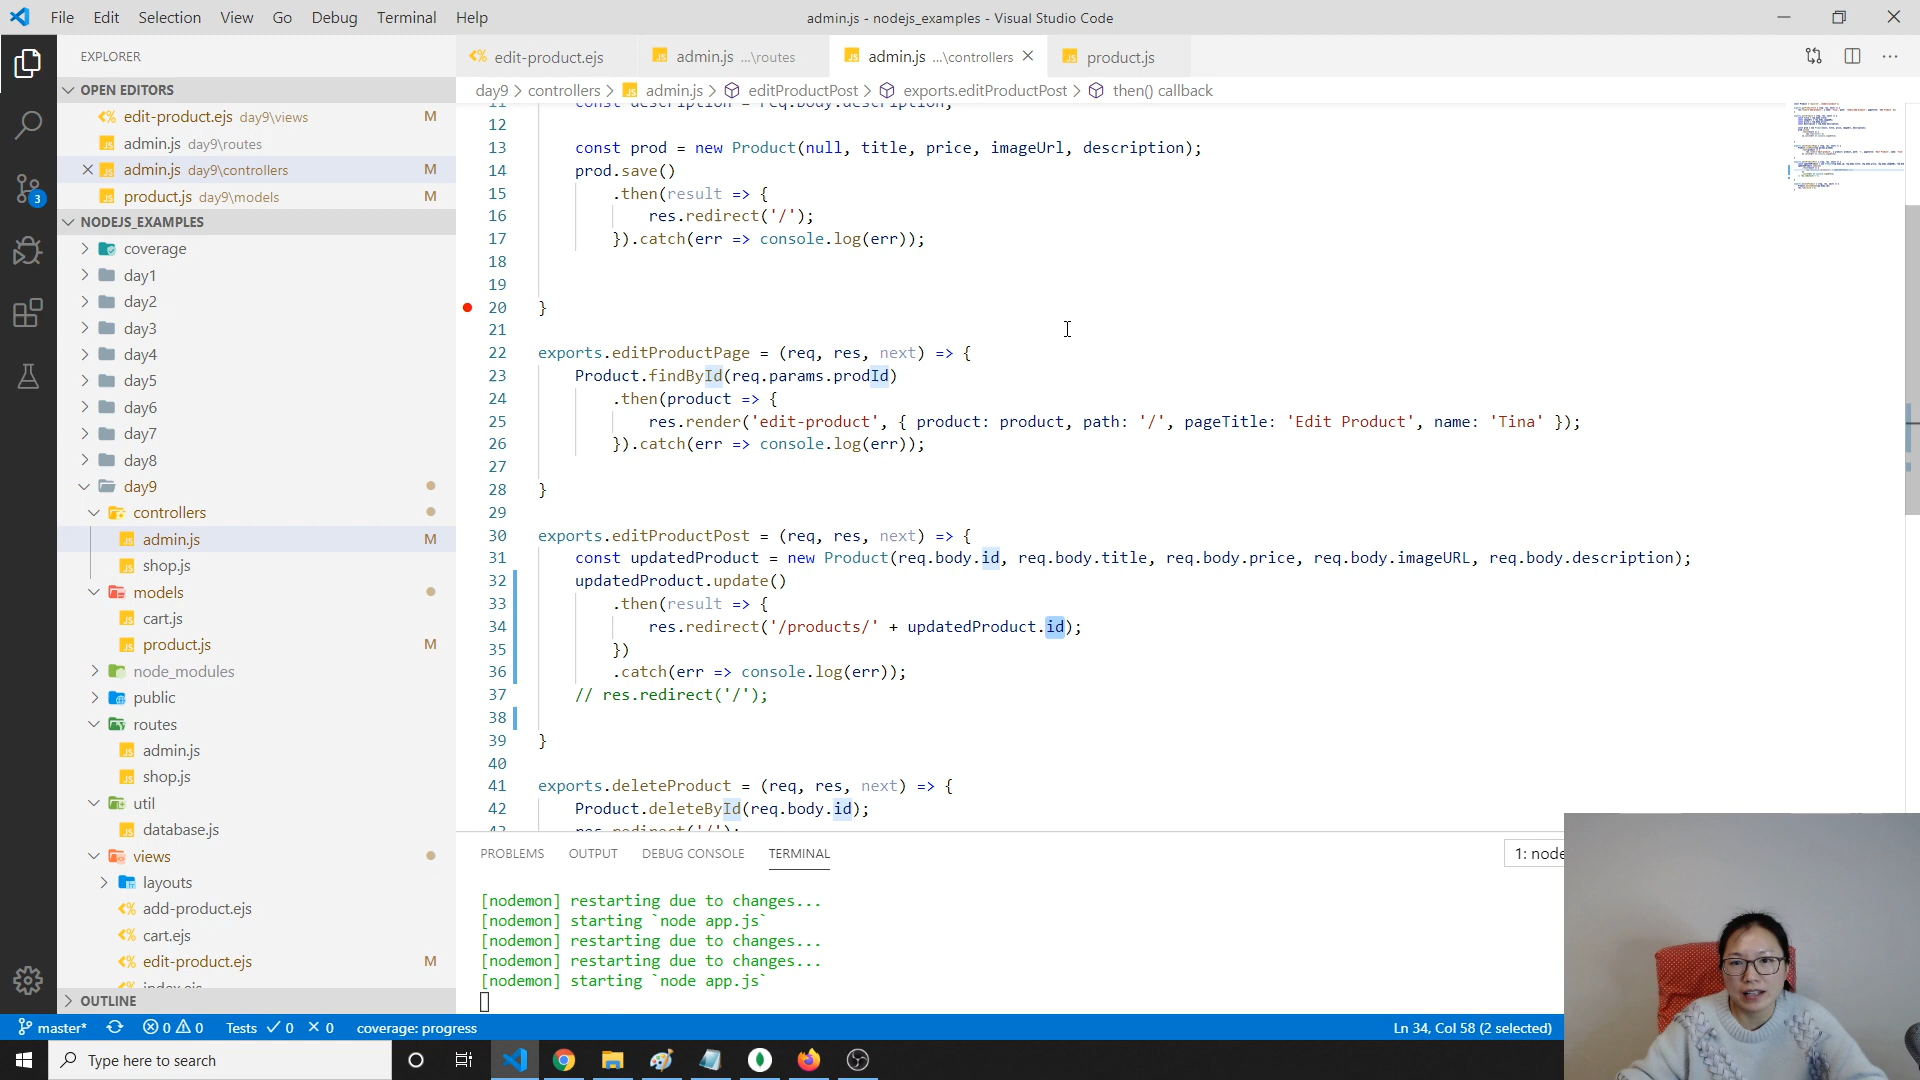 File Edit Selection View Go Debug Terminal Help
admin.js - nodejs_examples - Visual Studio Code
EXPLORER
OPEN EDITORS
edit-product.ejs day9\views M
admin.js day9\routes
admin.js day9\controllers M
product.js day9\models M
NODEJS_EXAMPLES
coverage
day1
day2
day3
day4
day5
day6
day7
day8
day9
controllers
admin.js M
shop.js
models
cart.js
product.js M
node_modules
public
routes
admin.js
shop.js
util
database.js
views
layouts
add-product.ejs
cart.ejs
edit-product.ejs M
index.ejs
OUTLINE
3
edit-product.ejs
admin.js ...\routes
admin.js ...\controllers
product.js
day9 > controllers > admin.js > editProductPost > exports.editProductPost > then() callback
11 const description = req.body.description;
12
13 const prod = new Product(null, title, price, imageUrl, description);
14 prod.save()
15 .then(result => {
16 res.redirect('/');
17 }).catch(err => console.log(err));
18
19
20 }
21
22 exports.editProductPage = (req, res, next) => {
23 Product.findById(req.params.prodId)
24 .then(product => {
25 res.render('edit-product', { product: product, path: '/', pageTitle: 'Edit Product', name: 'Tina' });
26 }).catch(err => console.log(err));
27
28 }
29
30 exports.editProductPost = (req, res, next) => {
31 const updatedProduct = new Product(req.body.id, req.body.title, req.body.price, req.body.imageURL, req.body.description);
32 updatedProduct.update()
33 .then(result => {
34 res.redirect('/products/' + updatedProduct.id);
35 })
36 .catch(err => console.log(err));
37 // res.redirect('/');
38
39 }
40
41 exports.deleteProduct = (req, res, next) => {
42 Product.deleteById(req.body.id);
43 res.redirect('/');
PROBLEMS OUTPUT DEBUG CONSOLE TERMINAL
1: node
[nodemon] restarting due to changes...
[nodemon] starting `node app.js`
[nodemon] restarting due to changes...
[nodemon] restarting due to changes...
[nodemon] starting `node app.js`
master* 0 0 Tests 0 0 coverage: progress
Ln 34, Col 58 (2 selected)
Type here to search